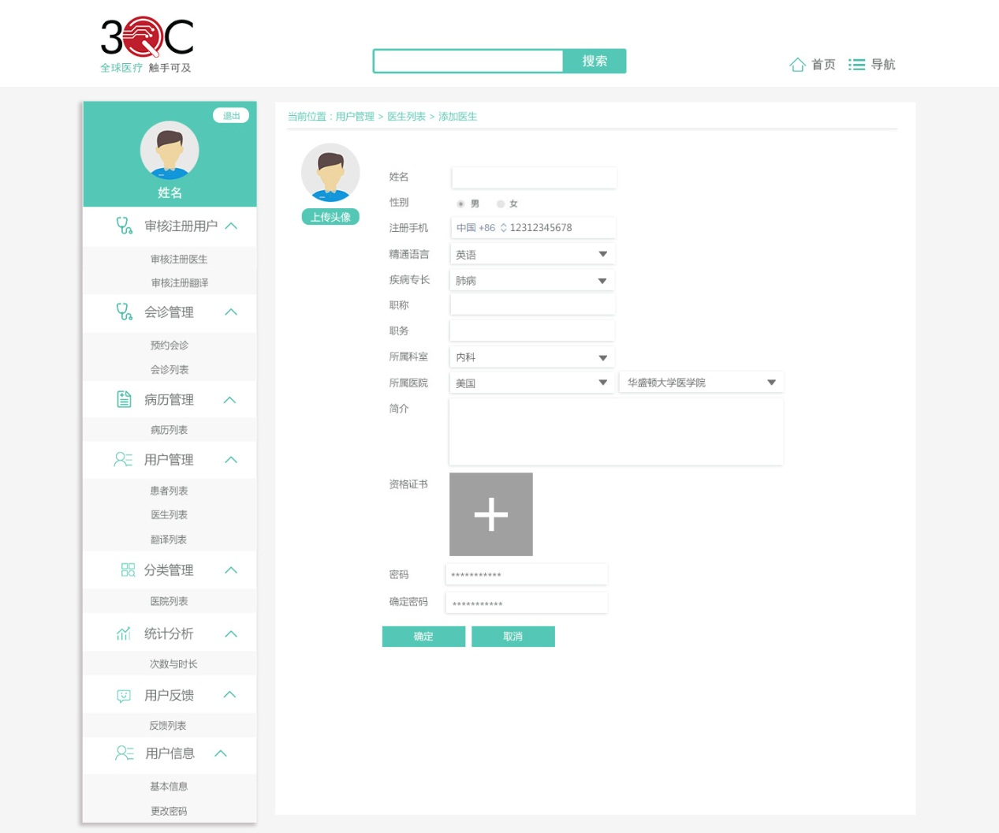 3QC
全球医疗 触手可及
搜索
首页
导航
退出
姓名
审核注册用户
审核注册医生
审核注册翻译
会诊管理
预约会诊
会诊列表
病历管理
病历列表
用户管理
患者列表
医生列表
翻译列表
分类管理
医院列表
统计分析
次数与时长
用户反馈
反馈列表
用户信息
基本信息
更改密码
当前位置：用户管理 > 医生列表 > 添加医生
上传头像
姓名
性别 男 女
注册手机 中国 +86 12312345678
精通语言 英语
疾病专长 肺病
职称
职务
所属科室 内科
所属医院 美国 华盛顿大学医学院
简介
资格证书
密码 ***********
确定密码 ***********
确定 取消